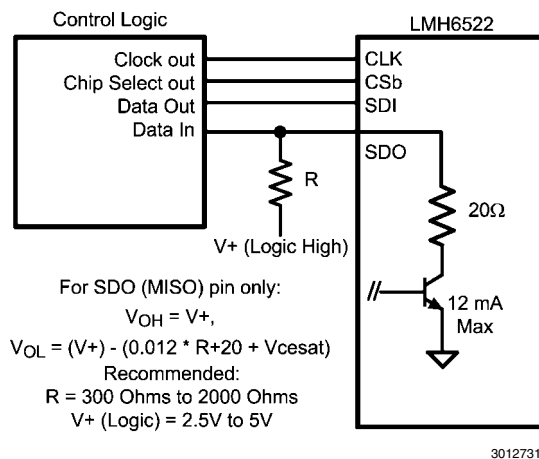 Control Logic
LMH6522
Clock out
CLK
Chip Select out
CSb
Data Out
SDI
Data In
SDO
R
20Ω
V+ (Logic High)
For SDO (MISO) pin only:
VOH = V+,
VOL = (V+) - (0.012 * R+20 + Vcesat)
Recommended:
R = 300 Ohms to 2000 Ohms
V+ (Logic) = 2.5V to 5V
12 mA
Max
3012731